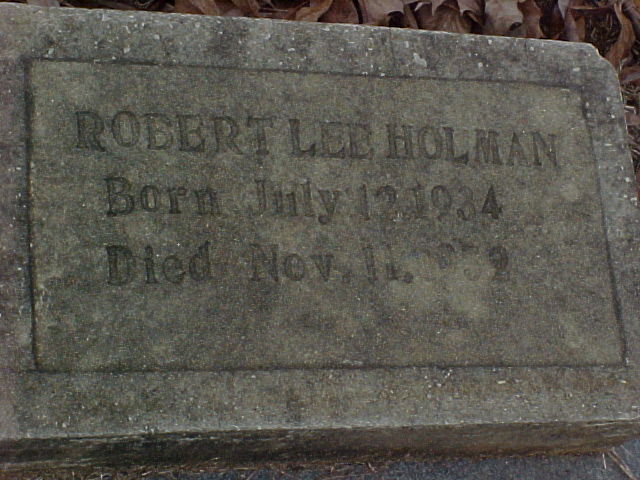 ROBERT LEE HOLMAN
Born July 12, 1934
Died Nov. 11,